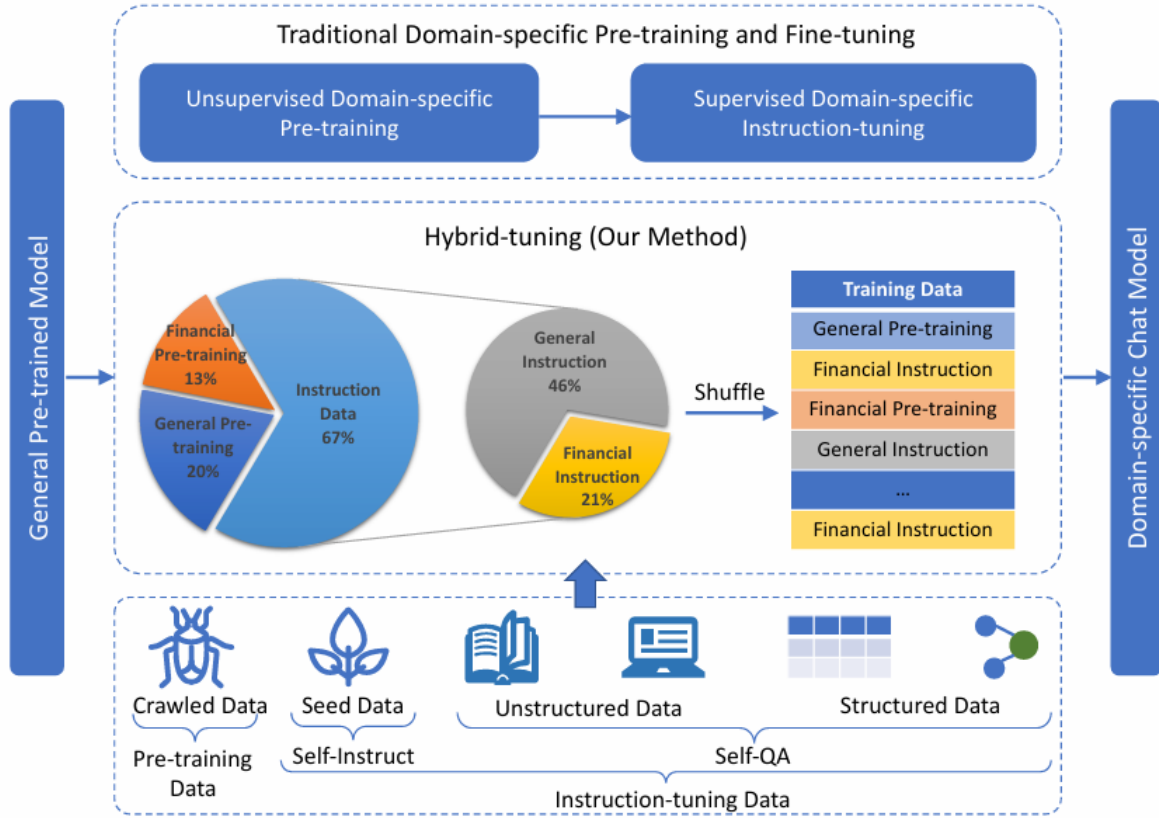 Traditional Domain-specific Pre-training and Fine-tuning
Unsupervised Domain-specific
Pre-training
Supervised Domain-specific
Instruction-tuning
General Pre-trained Model
Hybrid-tuning (Our Method)
Financial
Pre-training
13%
General Pre-
training
20%
Instruction
Data
67%
General
Instruction
46%
Financial
Instruction
21%
Shuffle
Training Data
General Pre-training
Financial Instruction
Financial Pre-training
General Instruction
...
Financial Instruction
Domain-specific Chat Model
Crawled Data
Seed Data
Unstructured Data
Structured Data
Pre-training
Data
Self-Instruct
Self-QA
Instruction-tuning Data